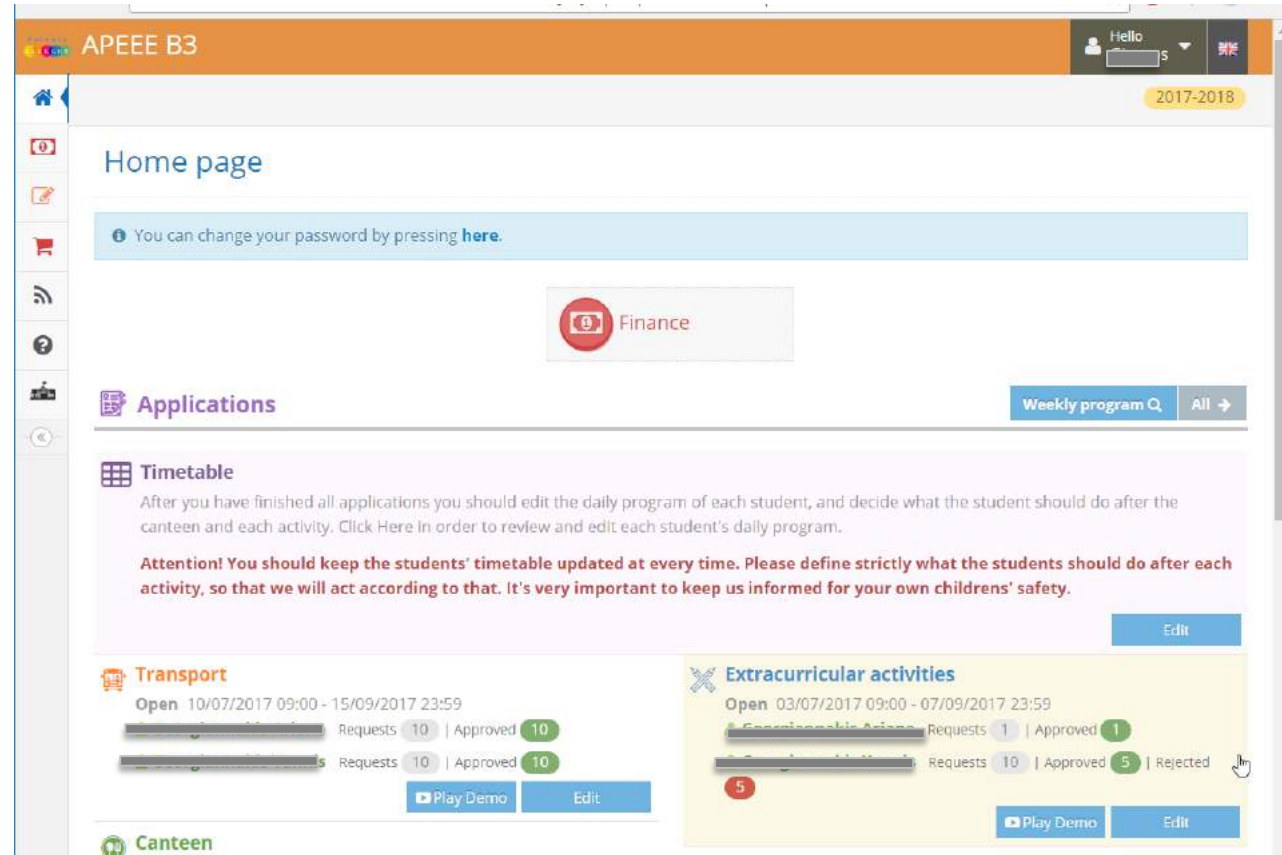 APEEE B3
Hello
s
2017-2018
Home page
You can change your password by pressing here.
Finance
Applications
Weekly program
All
Timetable
After you have finished all applications you should edit the daily program of each student, and decide what the student should do after the
canteen and each activity. Click Here in order to review and edit each student's daily program.
Attention! You should keep the students' timetable updated at every time. Please define strictly what the students should do after each
activity, so that we will act according to that. It's very important to keep us informed for your own childrens' safety.
Edit
Transport
Open 10/07/2017 09:00 - 15/09/2017 23:59
Requests 10 | Approved 10
s Requests 10 | Approved 10
Play Demo Edit
Extracurricular activities
Open 03/07/2017 09:00 - 07/09/2017 23:59
Requests 1 | Approved 1
s Requests 10 | Approved 5 | Rejected
5
Play Demo Edit
Canteen